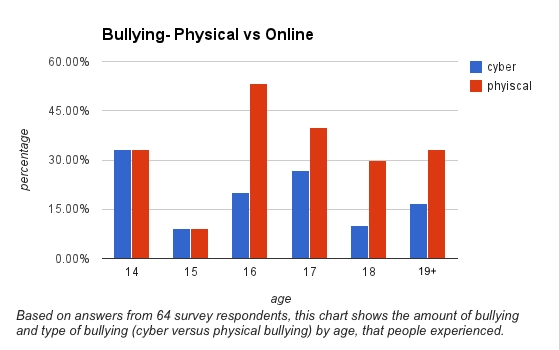 Bullying- Physical vs Online
60.00%
45.00%
30.00%
15.00%
0.00%
percentage
14 15 16 17 18 19+
age
cyber
phyiscal
Based on answers from 64 survey respondents, this chart shows the amount of bullying
and type of bullying (cyber versus physical bullying) by age, that people experienced.